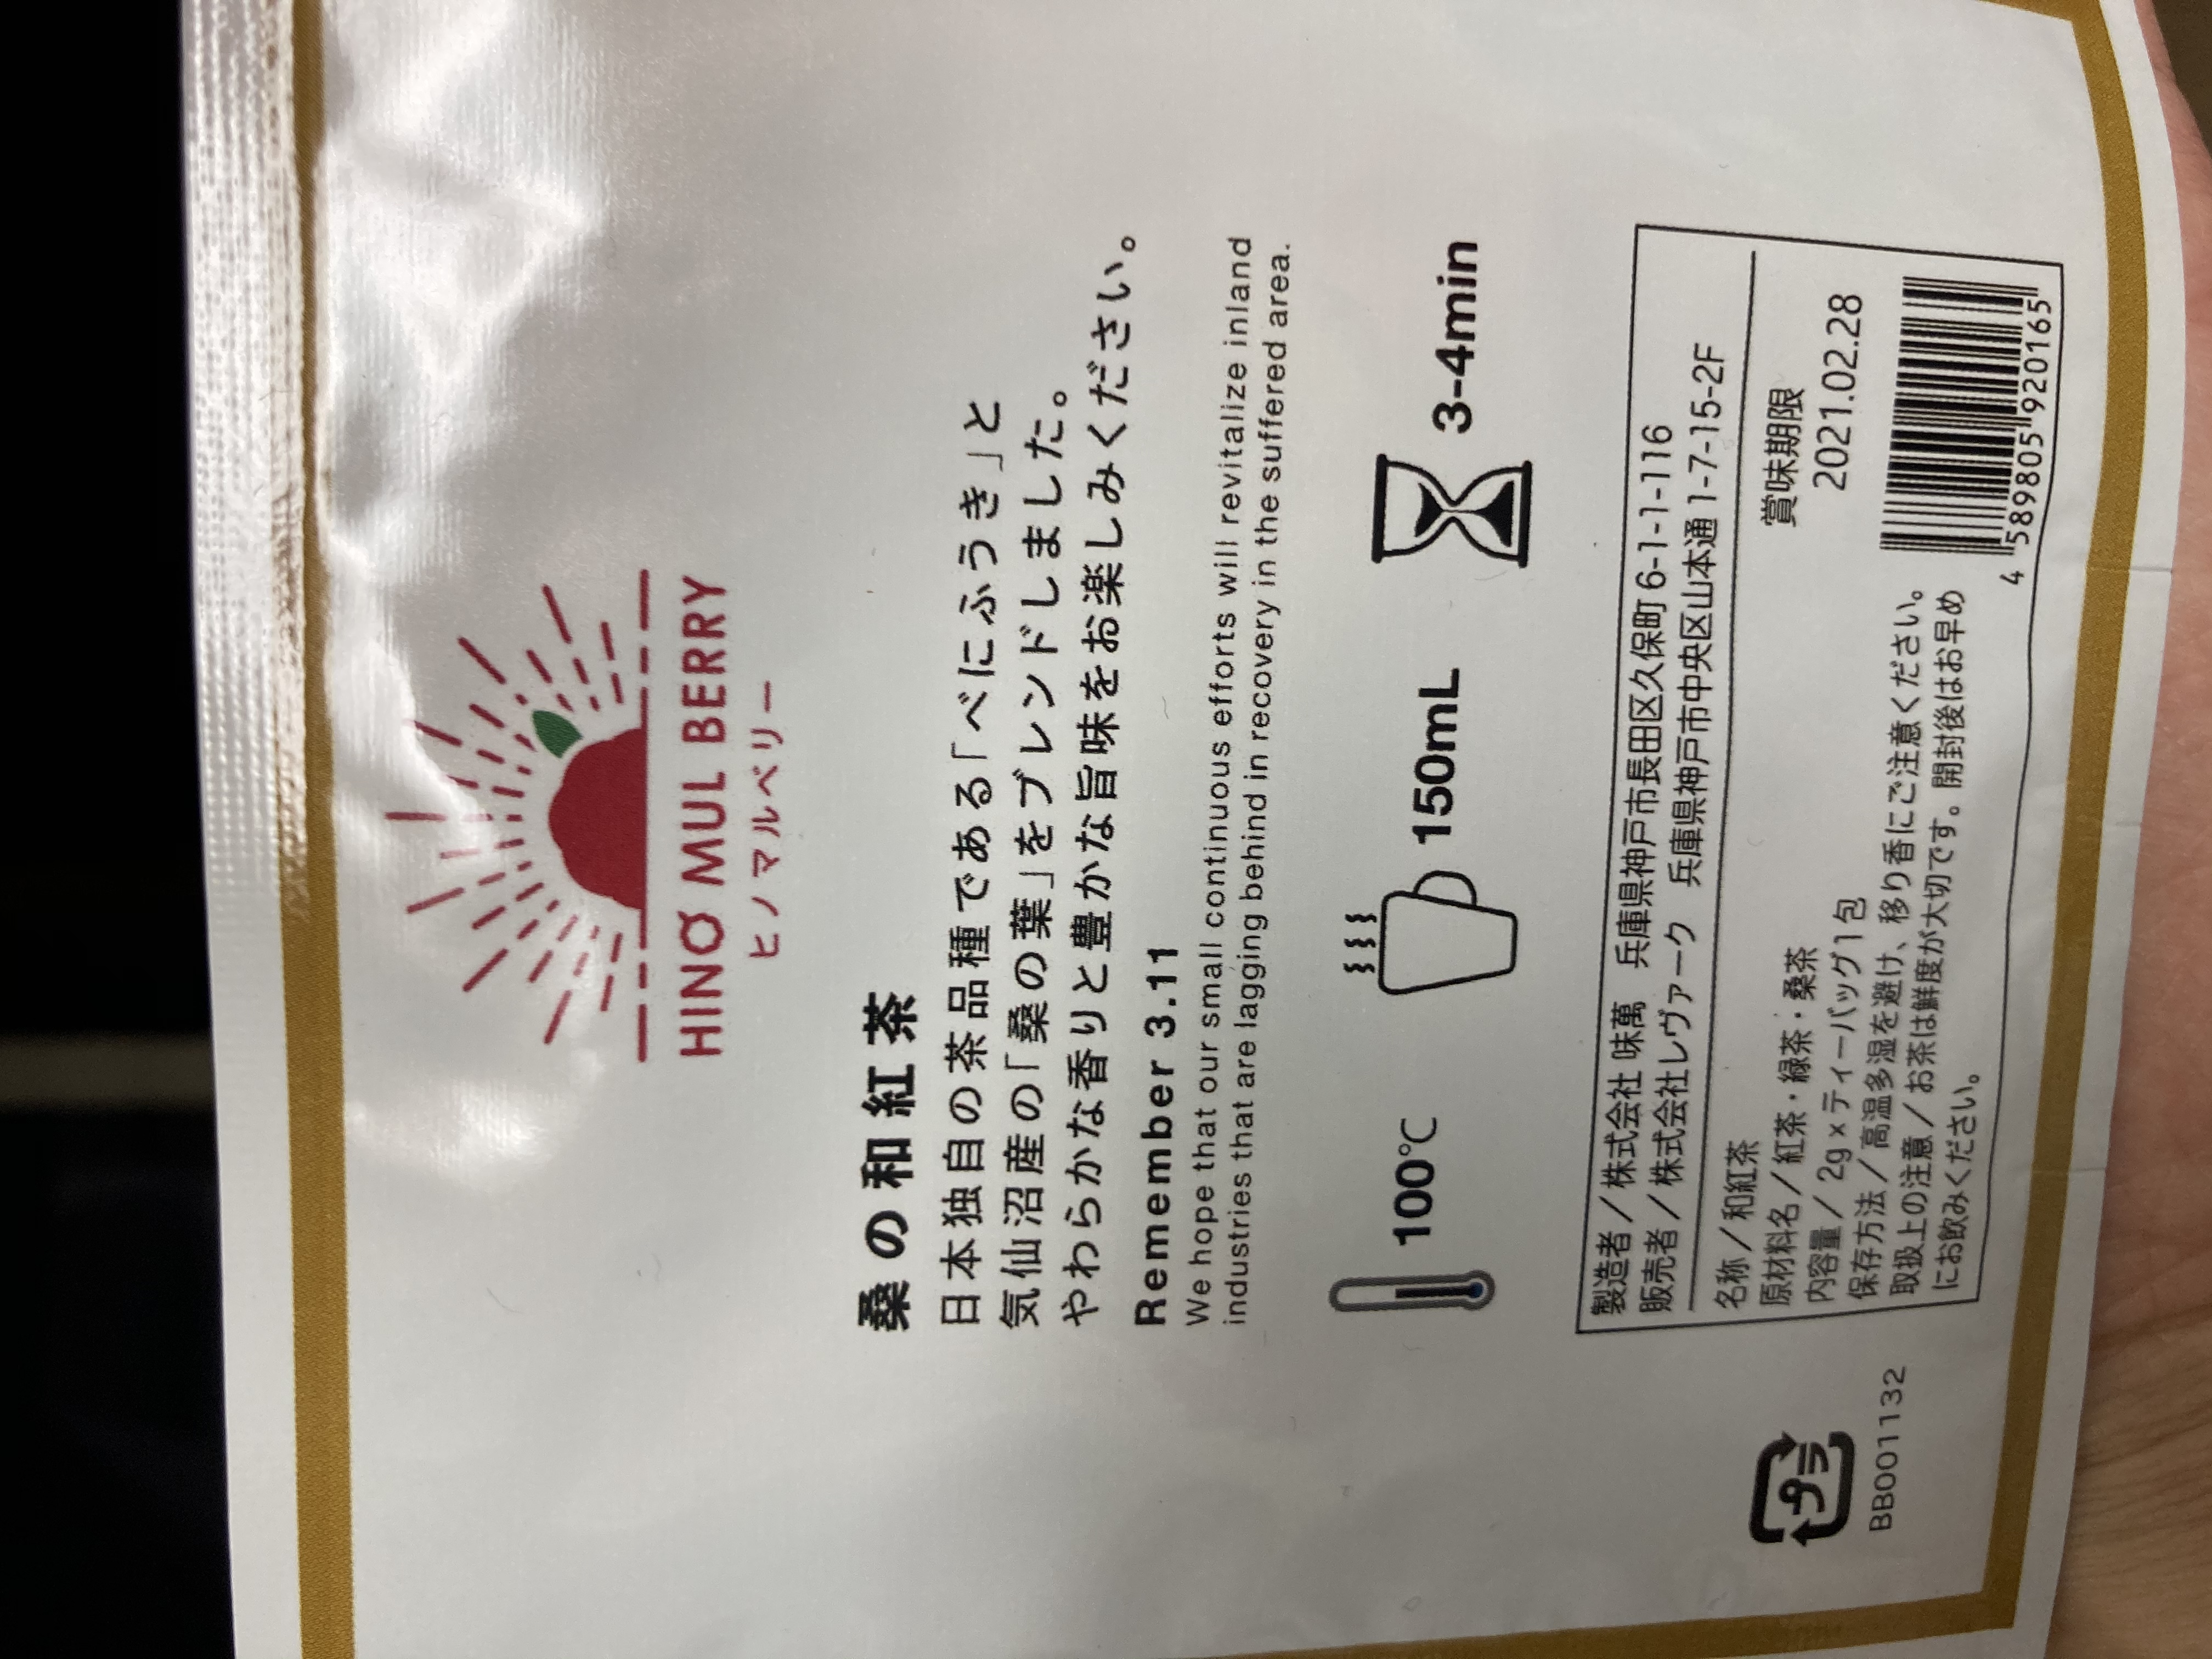 HINO MUL BERRY
ヒノマルベリー
桑の和紅茶
日本独自の茶品種である「べにふうき」と
気仙沼産の「桑の葉」をブレンドしました。
やわらかな香りと豊かな旨味をお楽しみください。
Remember 3.11
We hope that our small continuous efforts will revitalize inland
industries that are lagging behind in recovery in the suffered area.
100℃ 150mL 3-4min
製造者／株式会社 味萬 兵庫県神戸市長田区久保町6-1-1-116
販売者／株式会社レヴァーク 兵庫県神戸市中央区山本通1-7-15-2F
名称／和紅茶
原材料名／紅茶・緑茶・桑茶
内容量／2g×ティーバッグ1包
保存方法／高温多湿を避け、移り香にご注意ください。
取扱上の注意／お茶は鮮度が大切です。開封後はお早め
にお飲みください。
賞味期限
2021.02.28
4 589805 920165
プラ
BB001132